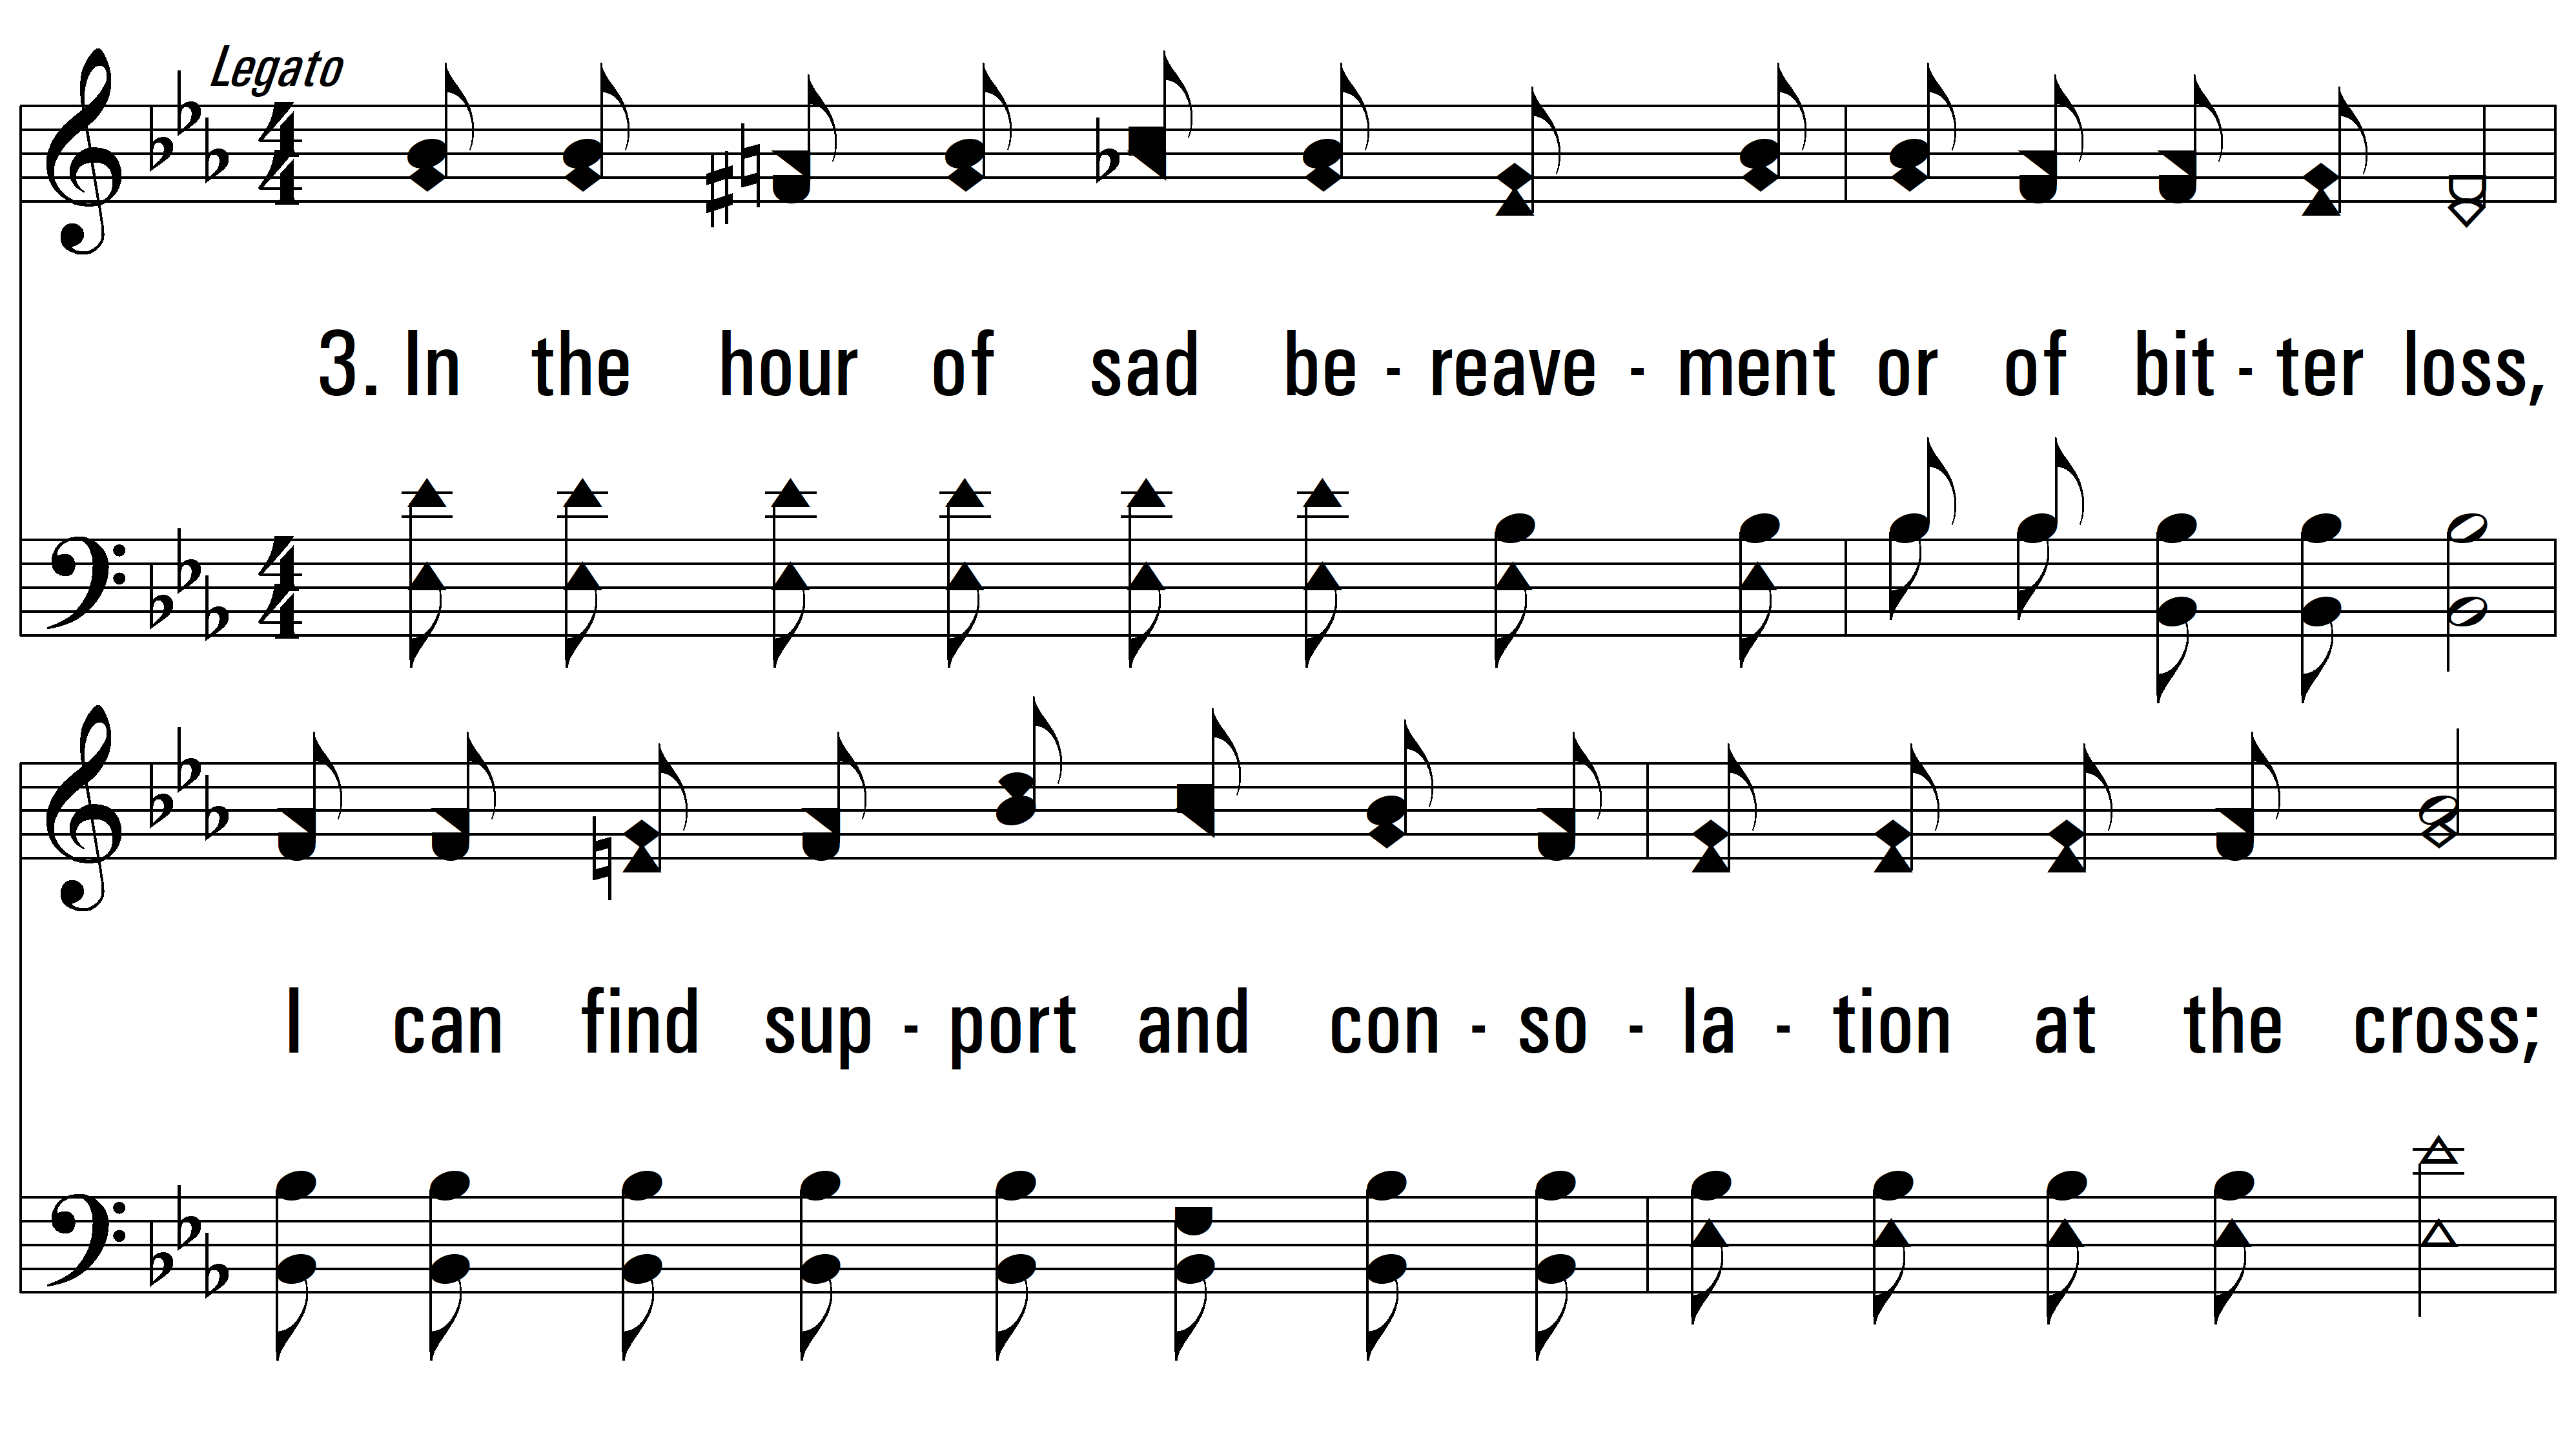 Legato
3. In the hour of sad be - reave - ment or of bit - ter loss,
I can find sup - port and con - so - la - tion at the cross;